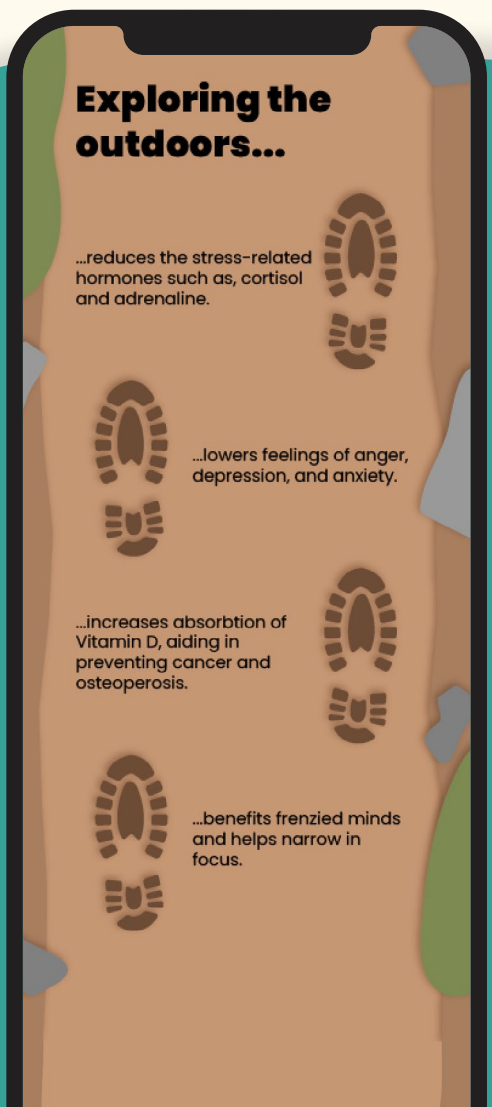 Exploring the
outdoors...
...reduces the stress-related
hormones such as, cortisol
and adrenaline.
...lowers feelings of anger,
depression, and anxiety.
...increases absorbtion of
Vitamin D, aiding in
preventing cancer and
osteoperosis.
...benefits frenzied minds
and helps narrow in
focus.